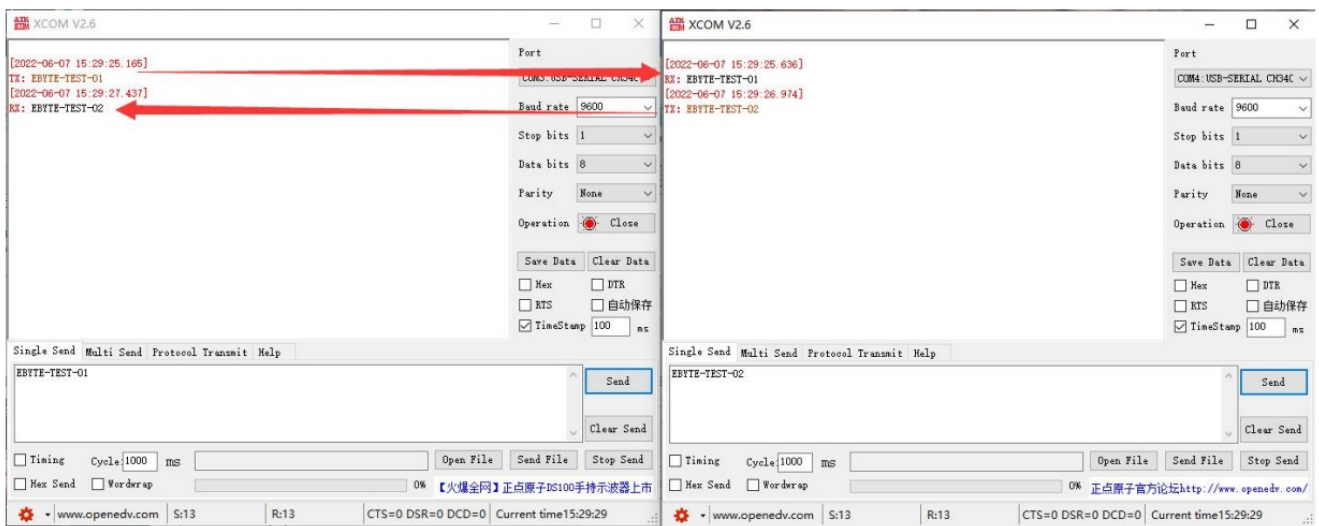 XCOM V2.6
[2022-06-07 15:29:25.165]
TX: EBYTE-TEST-01
[2022-06-07 15:29:27.437]
RX: EBYTE-TEST-02
Port
COM3:USB-SERIAL CH34C
Baud rate 9600
Stop bits 1
Data bits 8
Parity None
Operation Close
Save Data Clear Data
Hex DTR
RTS 自动保存
TimeStamp 100 ms
Single Send Multi Send Protocol Transmit Help
EBYTE-TEST-01
Send
Clear Send
Timing Cycle:1000 ms Open File Send File Stop Send
Hex Send Wordwrap 0% 【火爆全网】正点原子DS100手持示波器上市
www.openedv.com S:13 R:13 CTS=0 DSR=0 DCD=0 Current time15:29:29
ATK COM XCOM V2.6
[2022-06-07 15:29:25.636]
RX: EBYTE-TEST-01
[2022-06-07 15:29:26.974]
TX: EBYTE-TEST-02
Port
COM4:USB-SERIAL CH34C
Baud rate 9600
Stop bits 1
Data bits 8
Parity None
Operation Close
Save Data Clear Data
Hex DTR
RTS 自动保存
TimeStamp 100 ms
Single Send Multi Send Protocol Transmit Help
EBYTE-TEST-02
Send
Clear Send
Timing Cycle:1000 ms Open File Send File Stop Send
Hex Send Wordwrap 0% 正点原子官方论坛http://www.openedv.com/
www.openedv.com S:13 R:13 CTS=0 DSR=0 DCD=0 Current time15:29:29